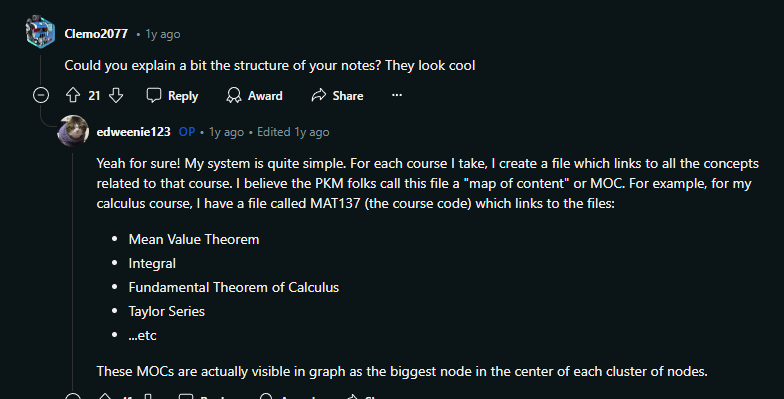 Clemo2077 • 1y ago
Could you explain a bit the structure of your notes? They look cool
21 Reply Award Share ...
edweenie123 OP • 1y ago • Edited 1y ago
Yeah for sure! My system is quite simple. For each course I take, I create a file which links to all the concepts
related to that course. I believe the PKM folks call this file a "map of content" or MOC. For example, for my
calculus course, I have a file called MAT137 (the course code) which links to the files:
• Mean Value Theorem
• Integral
• Fundamental Theorem of Calculus
• Taylor Series
• ...etc
These MOCs are actually visible in graph as the biggest node in the center of each cluster of nodes.